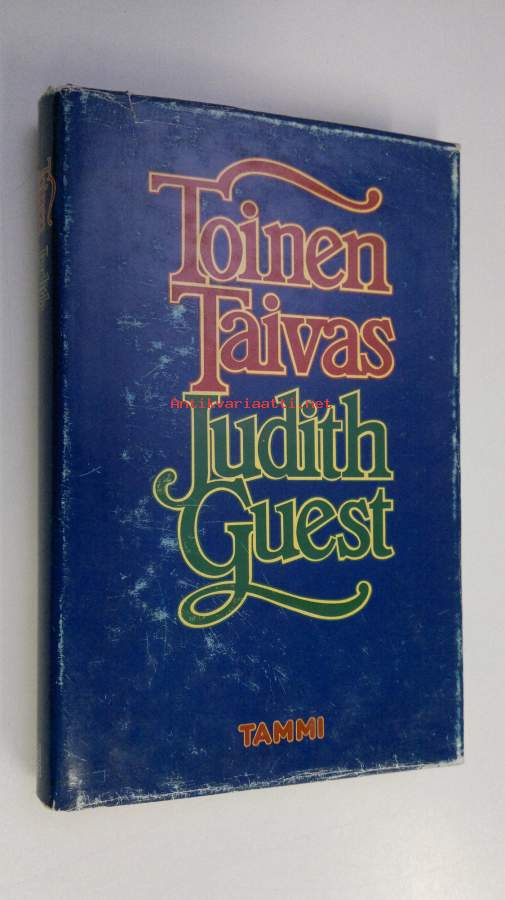 Toinen
Taivas
Antikvariaatti.net
Judith
Guest
TAMMI